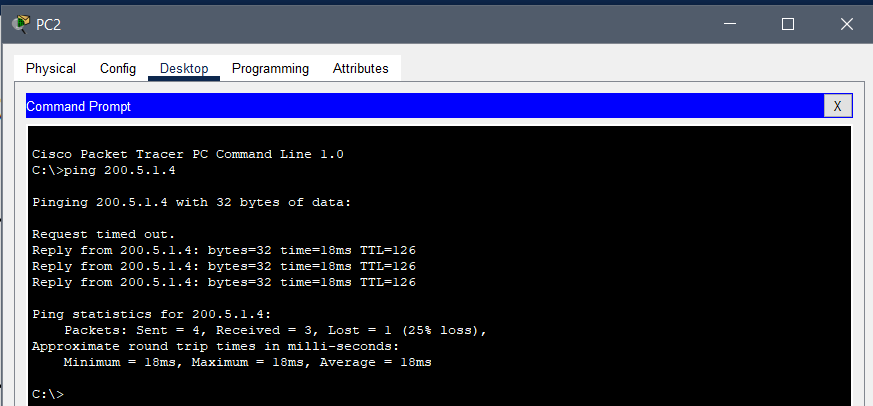 PC2
Physical Config Desktop Programming Attributes
Command Prompt X
Cisco Packet Tracer PC Command Line 1.0
C:\>ping 200.5.1.4
Pinging 200.5.1.4 with 32 bytes of data:
Request timed out.
Reply from 200.5.1.4: bytes=32 time=18ms TTL=126
Reply from 200.5.1.4: bytes=32 time=18ms TTL=126
Reply from 200.5.1.4: bytes=32 time=18ms TTL=126
Ping statistics for 200.5.1.4:
Packets: Sent = 4, Received = 3, Lost = 1 (25% loss),
Approximate round trip times in milli-seconds:
Minimum = 18ms, Maximum = 18ms, Average = 18ms
C:\>